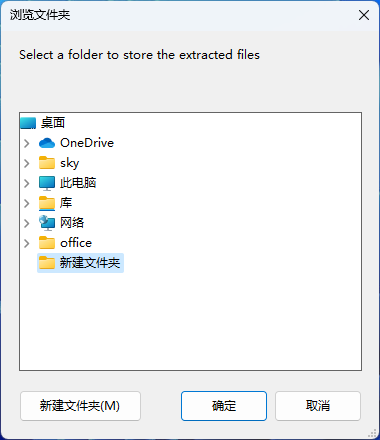 浏览文件夹
Select a folder to store the extracted files
桌面
OneDrive
sky
此电脑
库
网络
office
新建文件夹
新建文件夹(M) 确定 取消